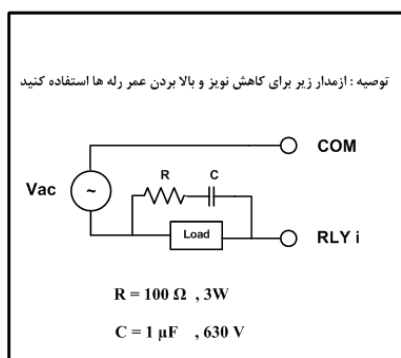 توصیه : ازمدار زیر برای کاهش نویز و بالا بردن عمر رله ها استفاده کنید
COM
R C
Vac
~
Load
RLY i
R = 100 Ω , 3W
C = 1 µF , 630 V